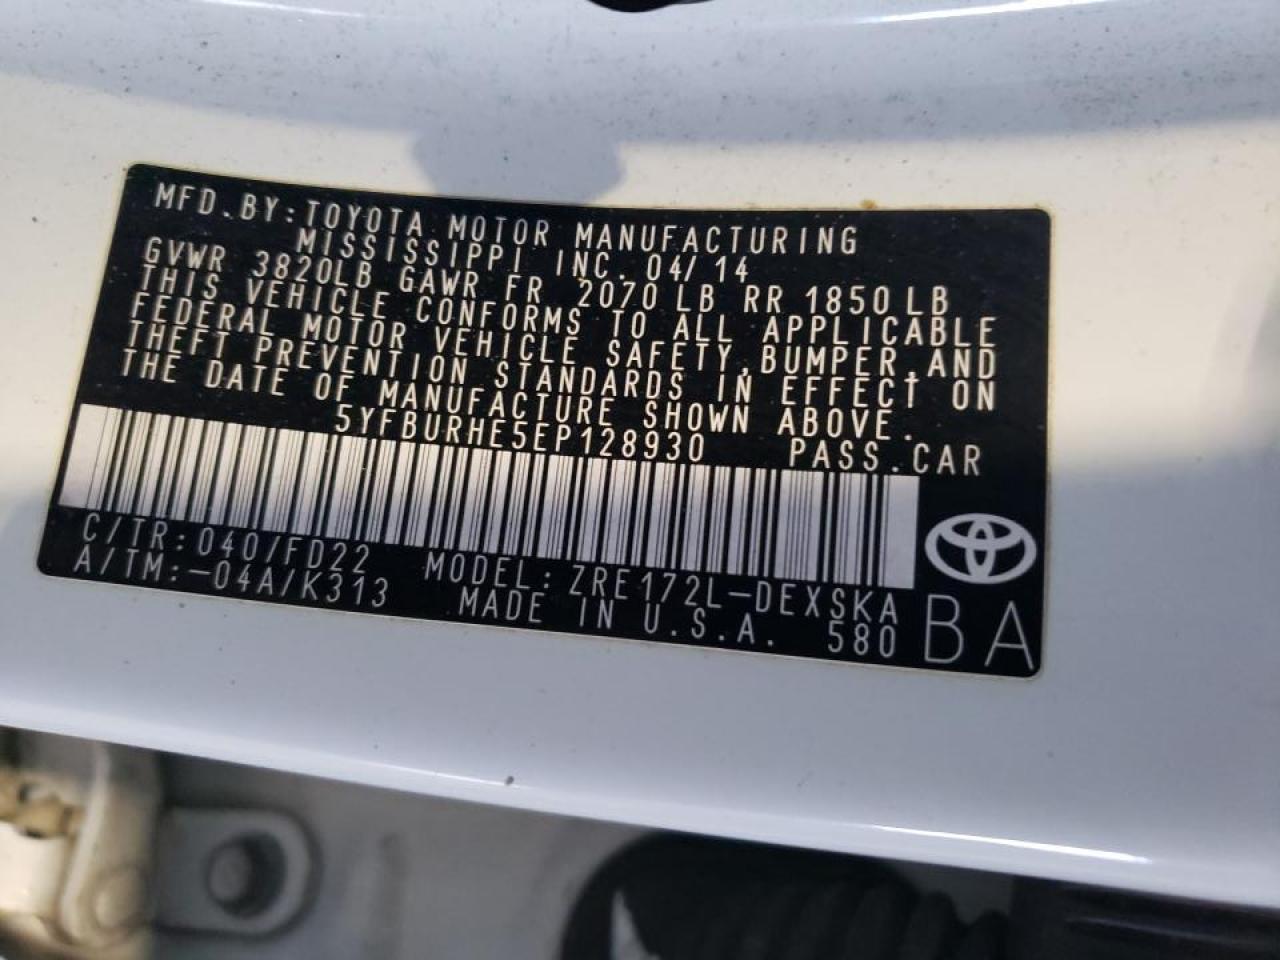 MFD.BY:TOYOTA MOTOR MANUFACTURING
MISSISSIPPI INC. 04/14
GVWR 3820LB GAWR FR 2070LB RR 1850LB
THIS VEHICLE CONFORMS TO ALL APPLICABLE
FEDERAL MOTOR VEHICLE SAFETY,BUMPER,AND
THEFT PREVENTION STANDARDS IN EFFECT ON
THE DATE OF MANUFACTURE SHOWN ABOVE.
5YFBURHE5EP128930 PASS.CAR
C/TR:040/FD22 MODEL:ZRE172L-DEXSKA
A/TM:-04A/K313 MADE IN U.S.A. 580
BA